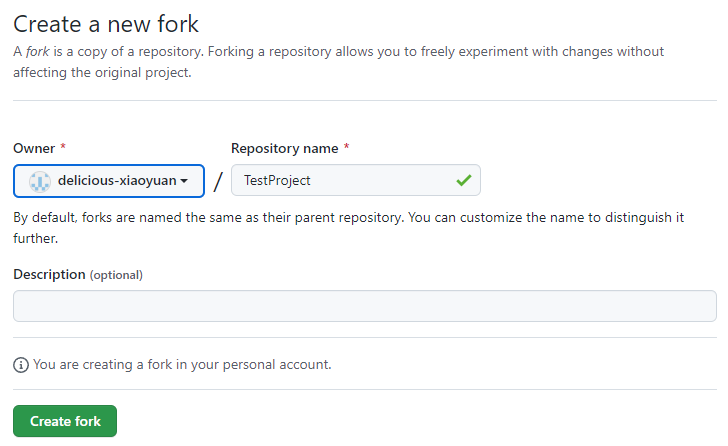 Create a new fork
A fork is a copy of a repository. Forking a repository allows you to freely experiment with changes without
affecting the original project.
Owner * Repository name *
delicious-xiaoyuan / TestProject
By default, forks are named the same as their parent repository. You can customize the name to distinguish it
further.
Description (optional)
You are creating a fork in your personal account.
Create fork